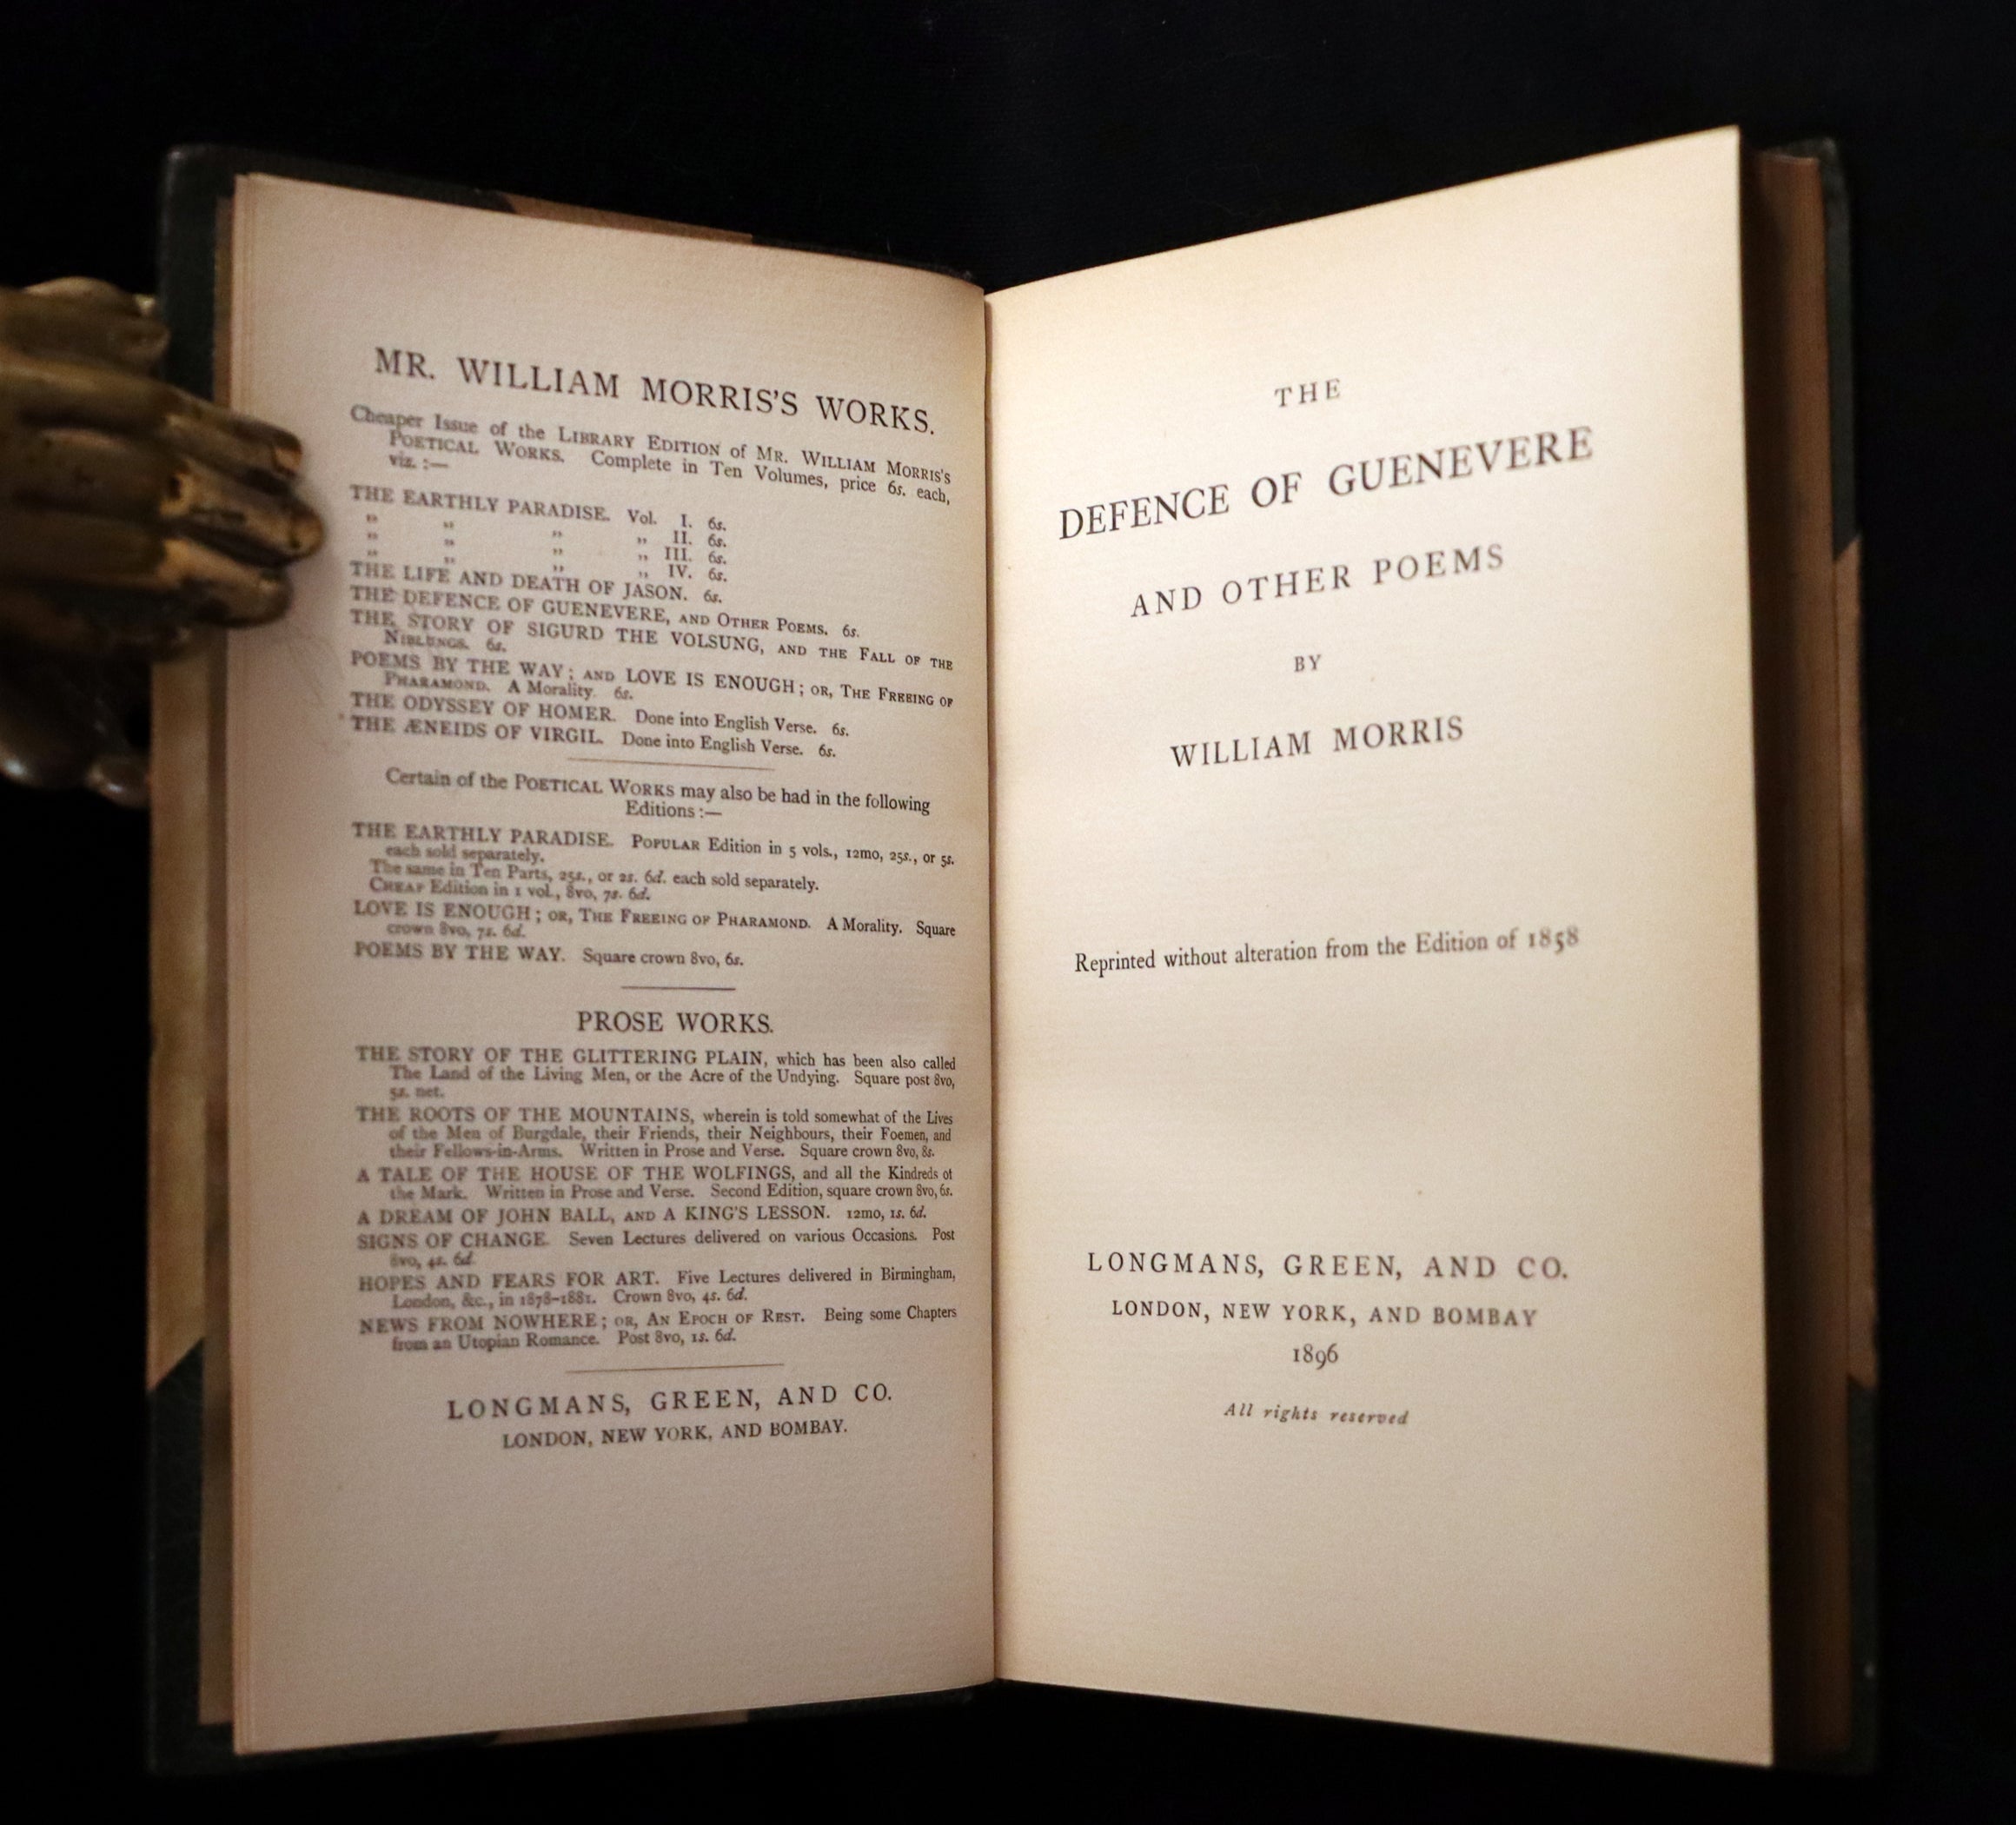 MR. WILLIAM MORRIS'S WORKS.
Cheaper Issue of the LIBRARY EDITION of MR. WILLIAM MORRIS'S
POETICAL WORKS. Complete in Ten Volumes, price 6s. each,
viz. :—
THE EARTHLY PARADISE. Vol. I. 6s.
„ „ „ „ II. 6s.
„ „ „ „ III. 6s.
„ „ „ „ IV. 6s.
THE LIFE AND DEATH OF JASON. 6s.
THE DEFENCE OF GUENEVERE, AND OTHER POEMS. 6s.
THE STORY OF SIGURD THE VOLSUNG, AND THE FALL OF THE
NIBLUNGS. 6s.
POEMS BY THE WAY; AND LOVE IS ENOUGH; OR, THE FREEING OF
PHARAMOND. A Morality. 6s.
THE ODYSSEY OF HOMER. Done into English Verse. 6s.
THE ÆNEIDS OF VIRGIL. Done into English Verse. 6s.
Certain of the POETICAL WORKS may also be had in the following
Editions :—
THE EARTHLY PARADISE. POPULAR Edition in 5 vols., 12mo, 25s., or 5s.
each sold separately.
The same in Ten Parts, 25s., or 2s. 6d. each sold separately.
CHEAP Edition in 1 vol., 8vo, 7s. 6d.
LOVE IS ENOUGH; OR, THE FREEING OF PHARAMOND. A Morality. Square
crown 8vo, 7s. 6d.
POEMS BY THE WAY. Square crown 8vo, 6s.
PROSE WORKS.
THE STORY OF THE GLITTERING PLAIN, which has been also called
The Land of the Living Men, or the Acre of the Undying. Square post 8vo,
5s. net.
THE ROOTS OF THE MOUNTAINS, wherein is told somewhat of the Lives
of the Men of Burgdale, their Friends, their Neighbours, their Foemen, and
their Fellows-in-Arms. Written in Prose and Verse. Square crown 8vo, 8s.
A TALE OF THE HOUSE OF THE WOLFINGS, and all the Kindreds of
the Mark. Written in Prose and Verse. Second Edition, square crown 8vo, 6s.
A DREAM OF JOHN BALL, AND A KING'S LESSON. 12mo, 1s. 6d.
SIGNS OF CHANGE. Seven Lectures delivered on various Occasions. Post
8vo, 4s. 6d.
HOPES AND FEARS FOR ART. Five Lectures delivered in Birmingham,
London, &c., in 1878-1881. Crown 8vo, 4s. 6d.
NEWS FROM NOWHERE; OR, AN EPOCH OF REST. Being some Chapters
from an Utopian Romance. Post 8vo, 1s. 6d.
LONGMANS, GREEN, AND CO.
LONDON, NEW YORK, AND BOMBAY.
THE
DEFENCE OF GUENEVERE
AND OTHER POEMS
BY
WILLIAM MORRIS
Reprinted without alteration from the Edition of 1858
LONGMANS, GREEN, AND CO.
LONDON, NEW YORK, AND BOMBAY
1896
All rights reserved